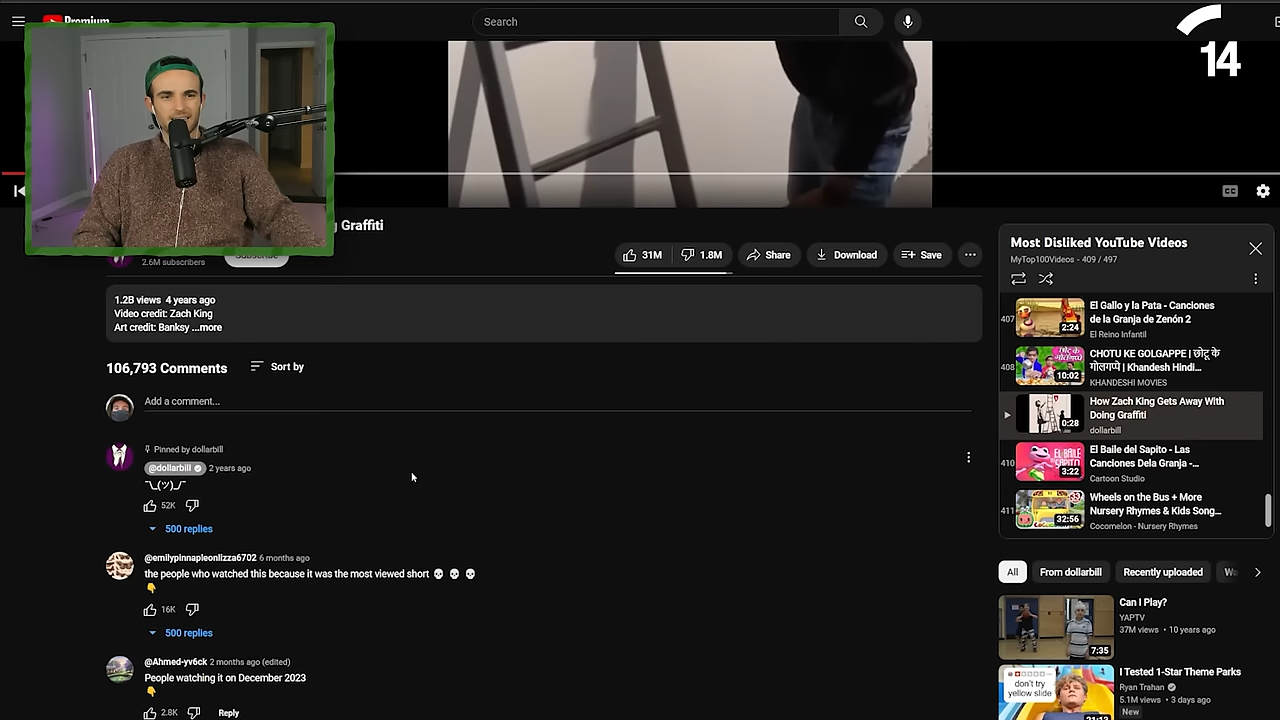 Premium
Search
14
Graffiti
2.6M subscribers
Subscribe
31M
1.8M
Share
Download
Save
1.2B views 4 years ago
Video credit: Zach King
Art credit: Banksy ...more
106,793 Comments
Sort by
Add a comment...
Pinned by dollarbill
@dollarbill 2 years ago
¯\_(ツ)_/¯
52K
500 replies
@emilypinnapleonlizza6702 6 months ago
the people who watched this because it was the most viewed short 💀 💀 💀
👇
16K
500 replies
@Ahmed-yv6ck 2 months ago (edited)
People watching it on December 2023
👇
2.8K
Reply
Most Disliked YouTube Videos
MyTop100Videos - 409 / 497
407
2:24
El Gallo y la Pata - Canciones
de la Granja de Zenón 2
El Reino Infantil
408
10:02
CHOTU KE GOLGAPPE | छोटू के
गोलगप्पे | Khandesh Hindi...
KHANDESHI MOVIES
0:28
How Zach King Gets Away With
Doing Graffiti
dollarbill
410
3:22
El Baile del Sapito - Las
Canciones Dela Granja -...
Cartoon Studio
411
32:56
Wheels on the Bus + More
Nursery Rhymes & Kids Song...
Cocomelon - Nursery Rhymes
All
From dollarbill
Recently uploaded
7:35
Can I Play?
YAPTV
37M views • 10 years ago
don't try
yellow slide
21:13
I Tested 1-Star Theme Parks
Ryan Trahan
5.1M views • 3 days ago
New